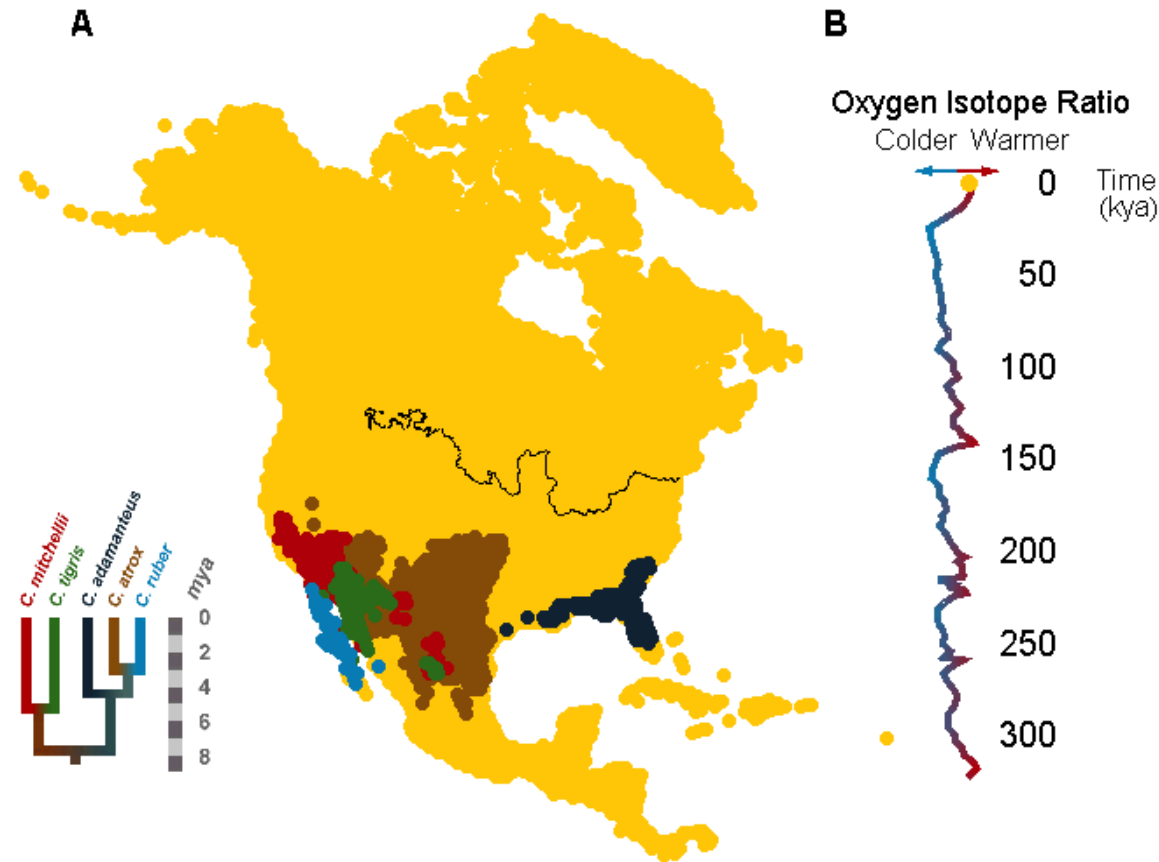 A
B
Oxygen Isotope Ratio
Colder Warmer
0
Time
(kya)
50
100
150
200
250
300
C. mitchellii
C. tigris
C. adamanteus
C. atrox
C. ruber
mya
0
2
4
6
8